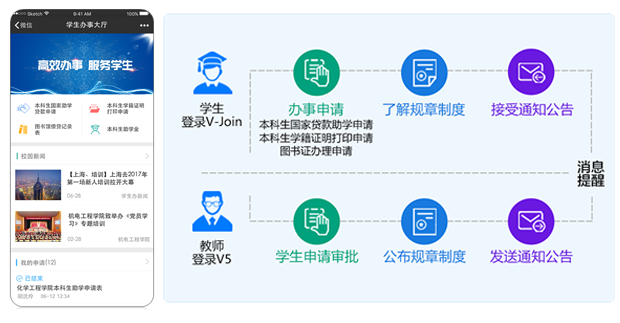 Sketch
9:41 AM
100%
微信
学生办事大厅
高效办事 服务学生
本科生国家助学
贷款申请
本科生学籍证明
打印申请
图书馆借登记录
表
本科生助学金
校园新闻
【上海、培训】上海去2017年
第一场新人培训拉开大幕
06-28
学生办新闻
机电工程学院致举办《党员学
习》专题培训
02-28
机电工程学院
我的申请(12)
已结束
化学工程学院本科生助学申请表
06-12 13:34
学生
登录V-Join
办事申请
本科生国家贷款助学申请
本科生学籍证明打印申请
图书证办理申请
了解规章制度
接受通知公告
消息
提醒
教师
登录V5
学生申请审批
公布规章制度
发送通知公告